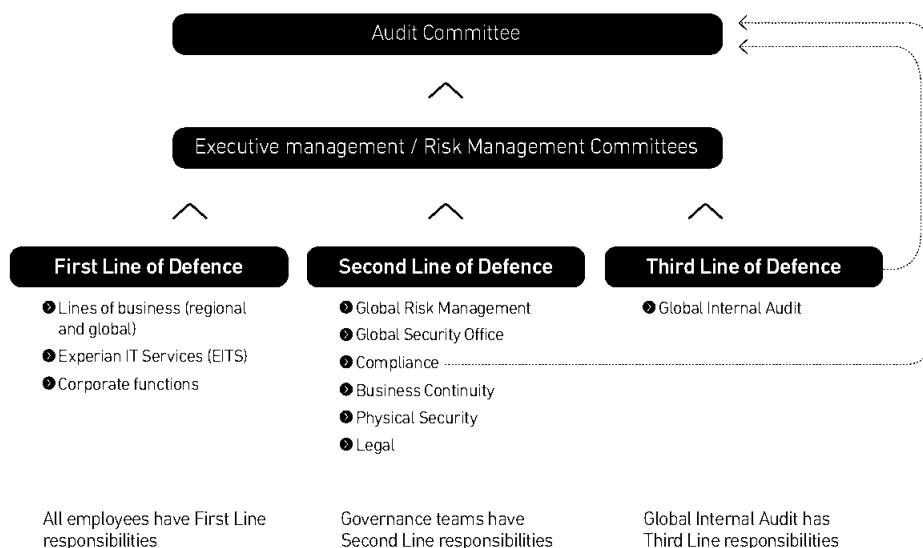 Audit Committee
Executive management / Risk Management Committees
First Line of Defence
Lines of business (regional
and global)
Experian IT Services (EITS)
Corporate functions
All employees have First Line
responsibilities
Second Line of Defence
Global Risk Management
Global Security Office
Compliance
Business Continuity
Physical Security
Legal
Governance teams have
Second Line responsibilities
Third Line of Defence
Global Internal Audit
Global Internal Audit has
Third Line responsibilities